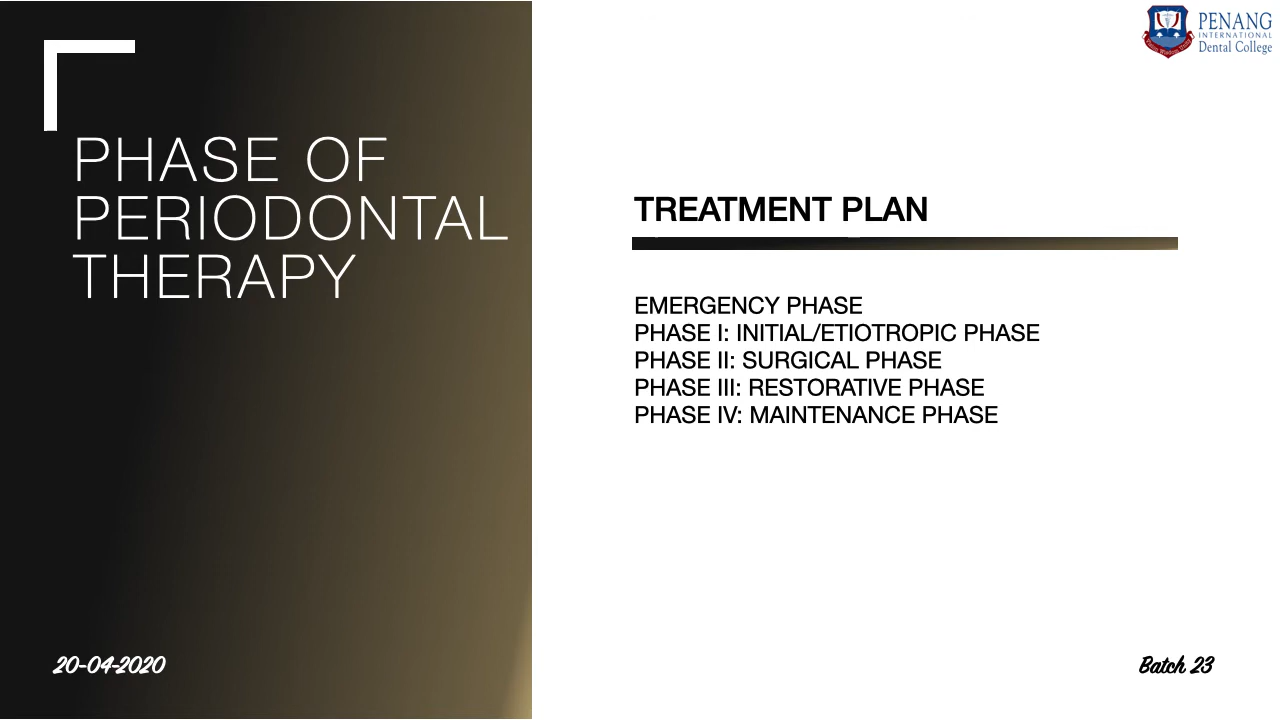 PENANG
INTERNATIONAL
Dental College
PHASE OF
PERIODONTAL
THERAPY
TREATMENT PLAN
EMERGENCY PHASE
PHASE I: INITIAL/ETIOTROPIC PHASE
PHASE II: SURGICAL PHASE
PHASE III: RESTORATIVE PHASE
PHASE IV: MAINTENANCE PHASE
20-04-2020
Batch 23